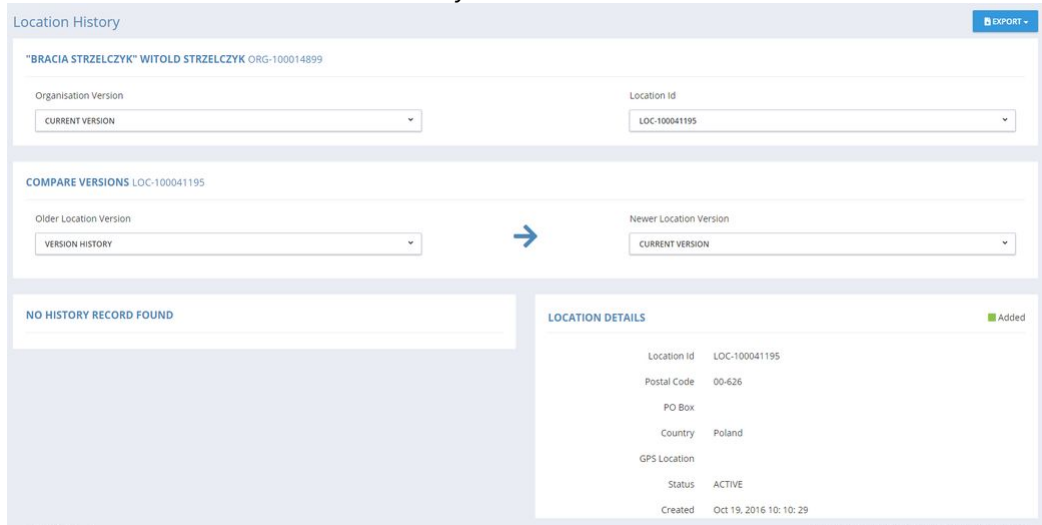 Location History
EXPORT
"BRACIA STRZELCZYK" WITOLD STRZELCZYK ORG-100014899
Organisation Version
Location Id
CURRENT VERSION
LOC-100041195
COMPARE VERSIONS LOC-100041195
Older Location Version
Newer Location Version
VERSION HISTORY
CURRENT VERSION
NO HISTORY RECORD FOUND
LOCATION DETAILS
Added
Location Id LOC-100041195
Postal Code 00-626
PO Box
Country Poland
GPS Location
Status ACTIVE
Created Oct 19, 2016 10: 10: 29